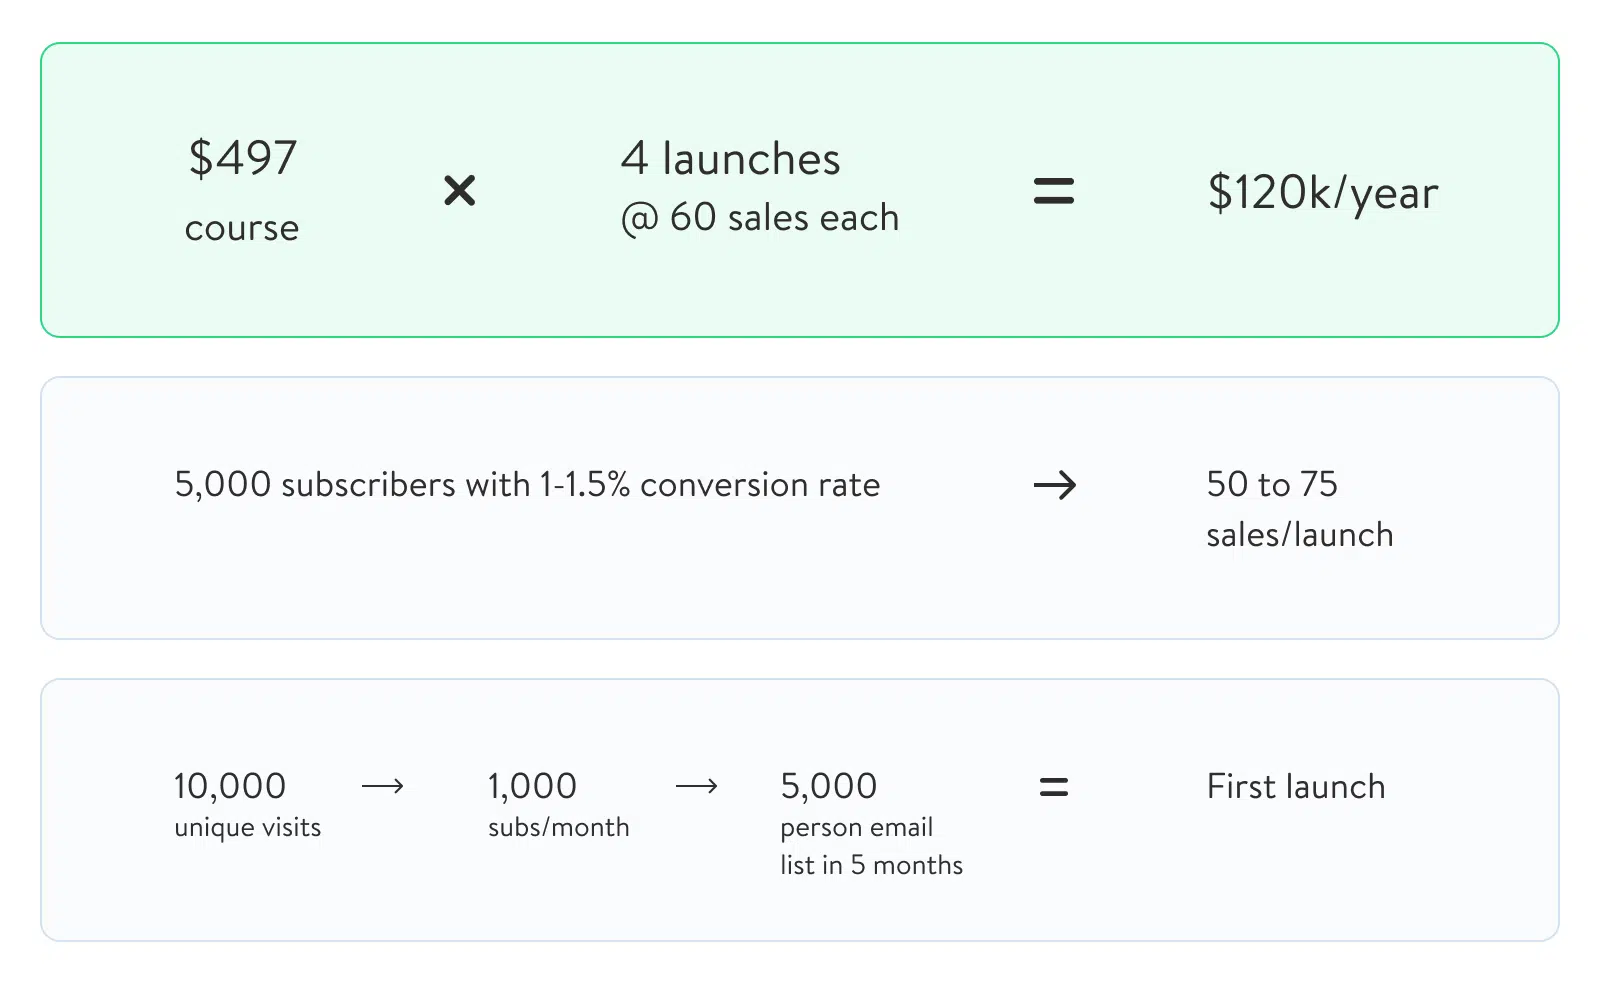 $497
course
×
4 launches
@ 60 sales each
=
$120k/year
5,000 subscribers with 1-1.5% conversion rate
→
50 to 75
sales/launch
10,000
unique visits
→
1,000
subs/month
→
5,000
person email
list in 5 months
=
First launch